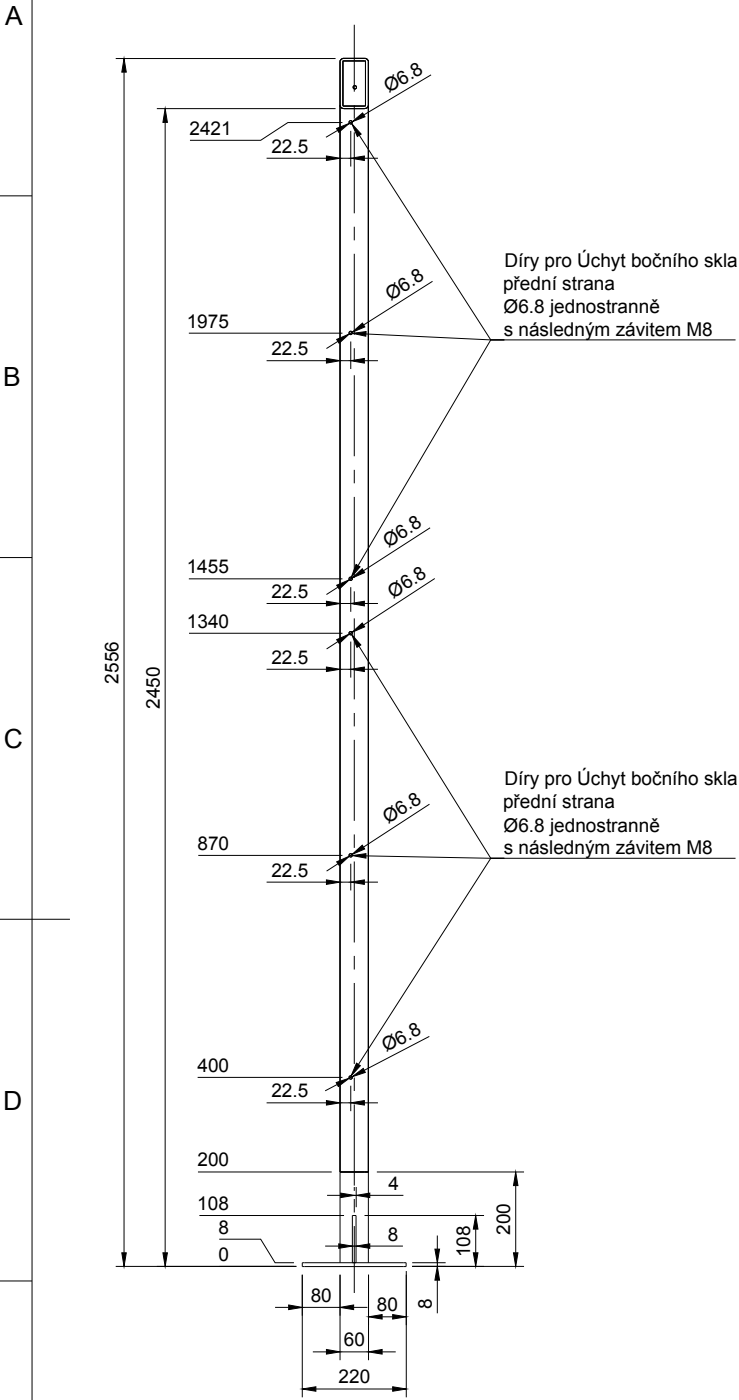 A
Ø6.8
2421
22.5
Díry pro Úchyt bočního skla
přední strana
Ø6.8 jednostranně
s následným závitem M8
Ø6.8
1975
22.5
B
Ø6.8
1455
22.5
Ø6.8
1340
22.5
2556
2450
C
Díry pro Úchyt bočního skla
přední strana
Ø6.8 jednostranně
s následným závitem M8
Ø6.8
870
22.5
Ø6.8
400
22.5
D
200
4
108
8
0
8
108
200
80
80
8
60
220